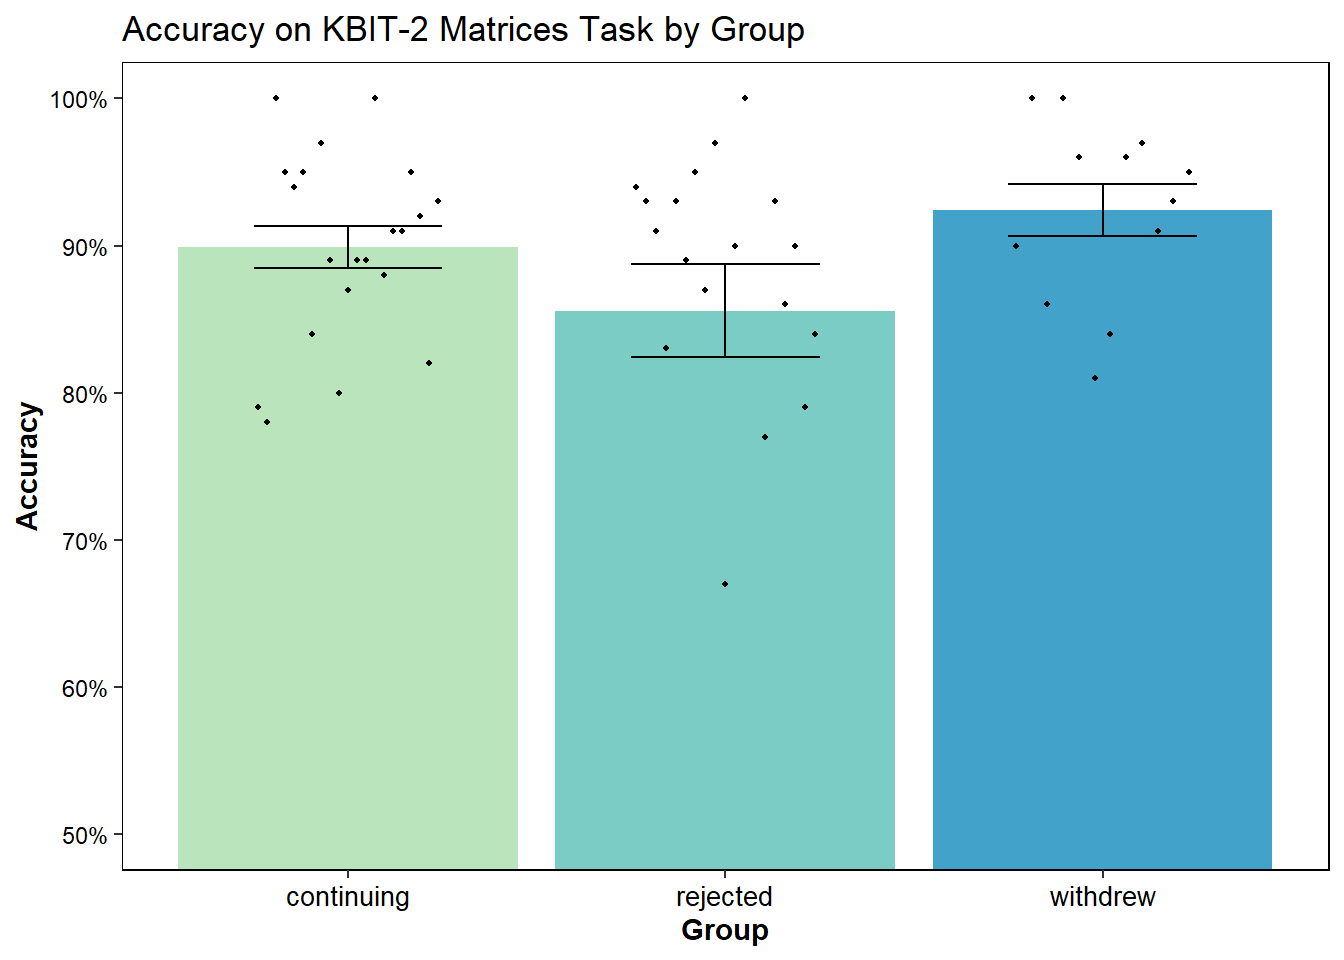 Accuracy on KBIT-2 Matrices Task by Group
100%
90%
80%
70%
60%
50%
Accuracy
continuing
rejected
withdrew
Group